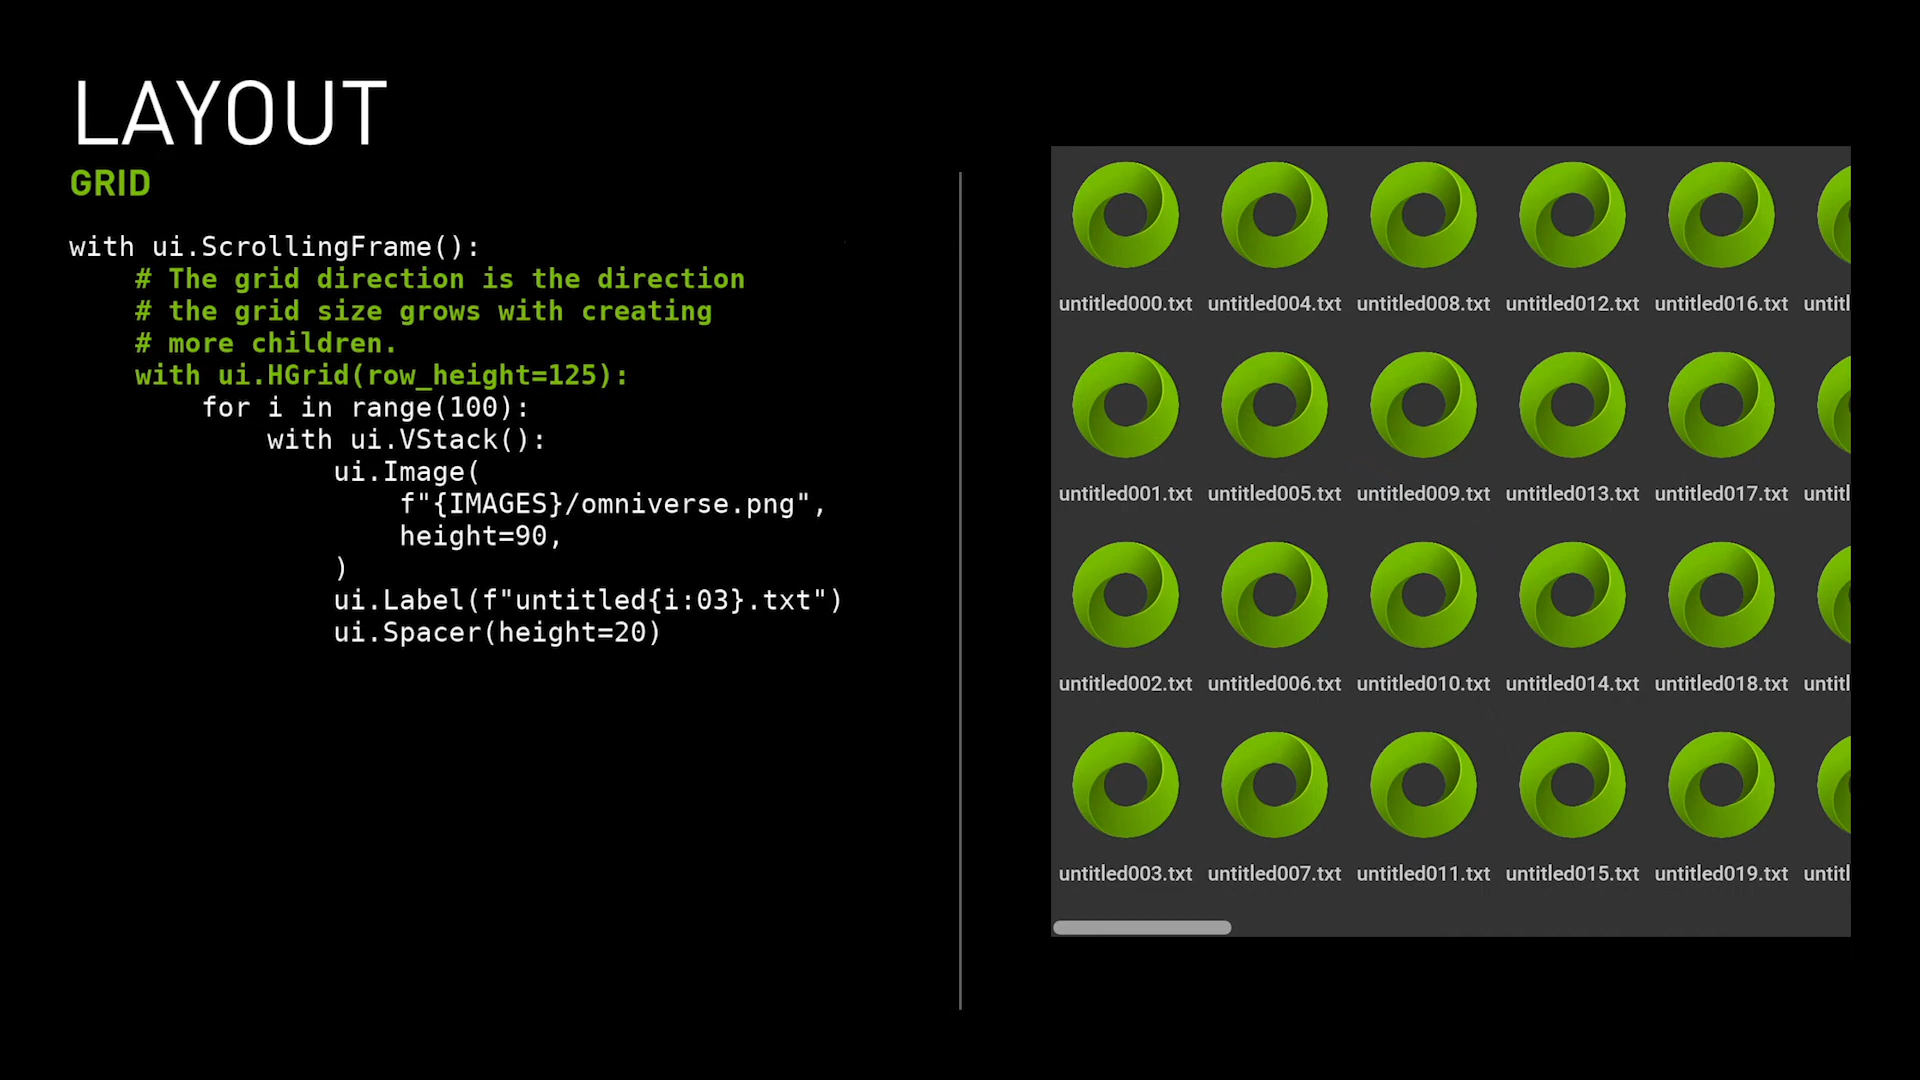 LAYOUT
GRID
with ui.ScrollingFrame():
# The grid direction is the direction
# the grid size grows with creating
# more children.
with ui.HGrid(row_height=125):
for i in range(100):
with ui.VStack():
ui.Image(
f"{IMAGES}/omniverse.png",
height=90,
)
ui.Label(f"untitled{i:03}.txt")
ui.Spacer(height=20)
untitled000.txt untitled004.txt untitled008.txt untitled012.txt untitled016.txt untitl
untitled001.txt untitled005.txt untitled009.txt untitled013.txt untitled017.txt untitl
untitled002.txt untitled006.txt untitled010.txt untitled014.txt untitled018.txt untitl
untitled003.txt untitled007.txt untitled011.txt untitled015.txt untitled019.txt untitl